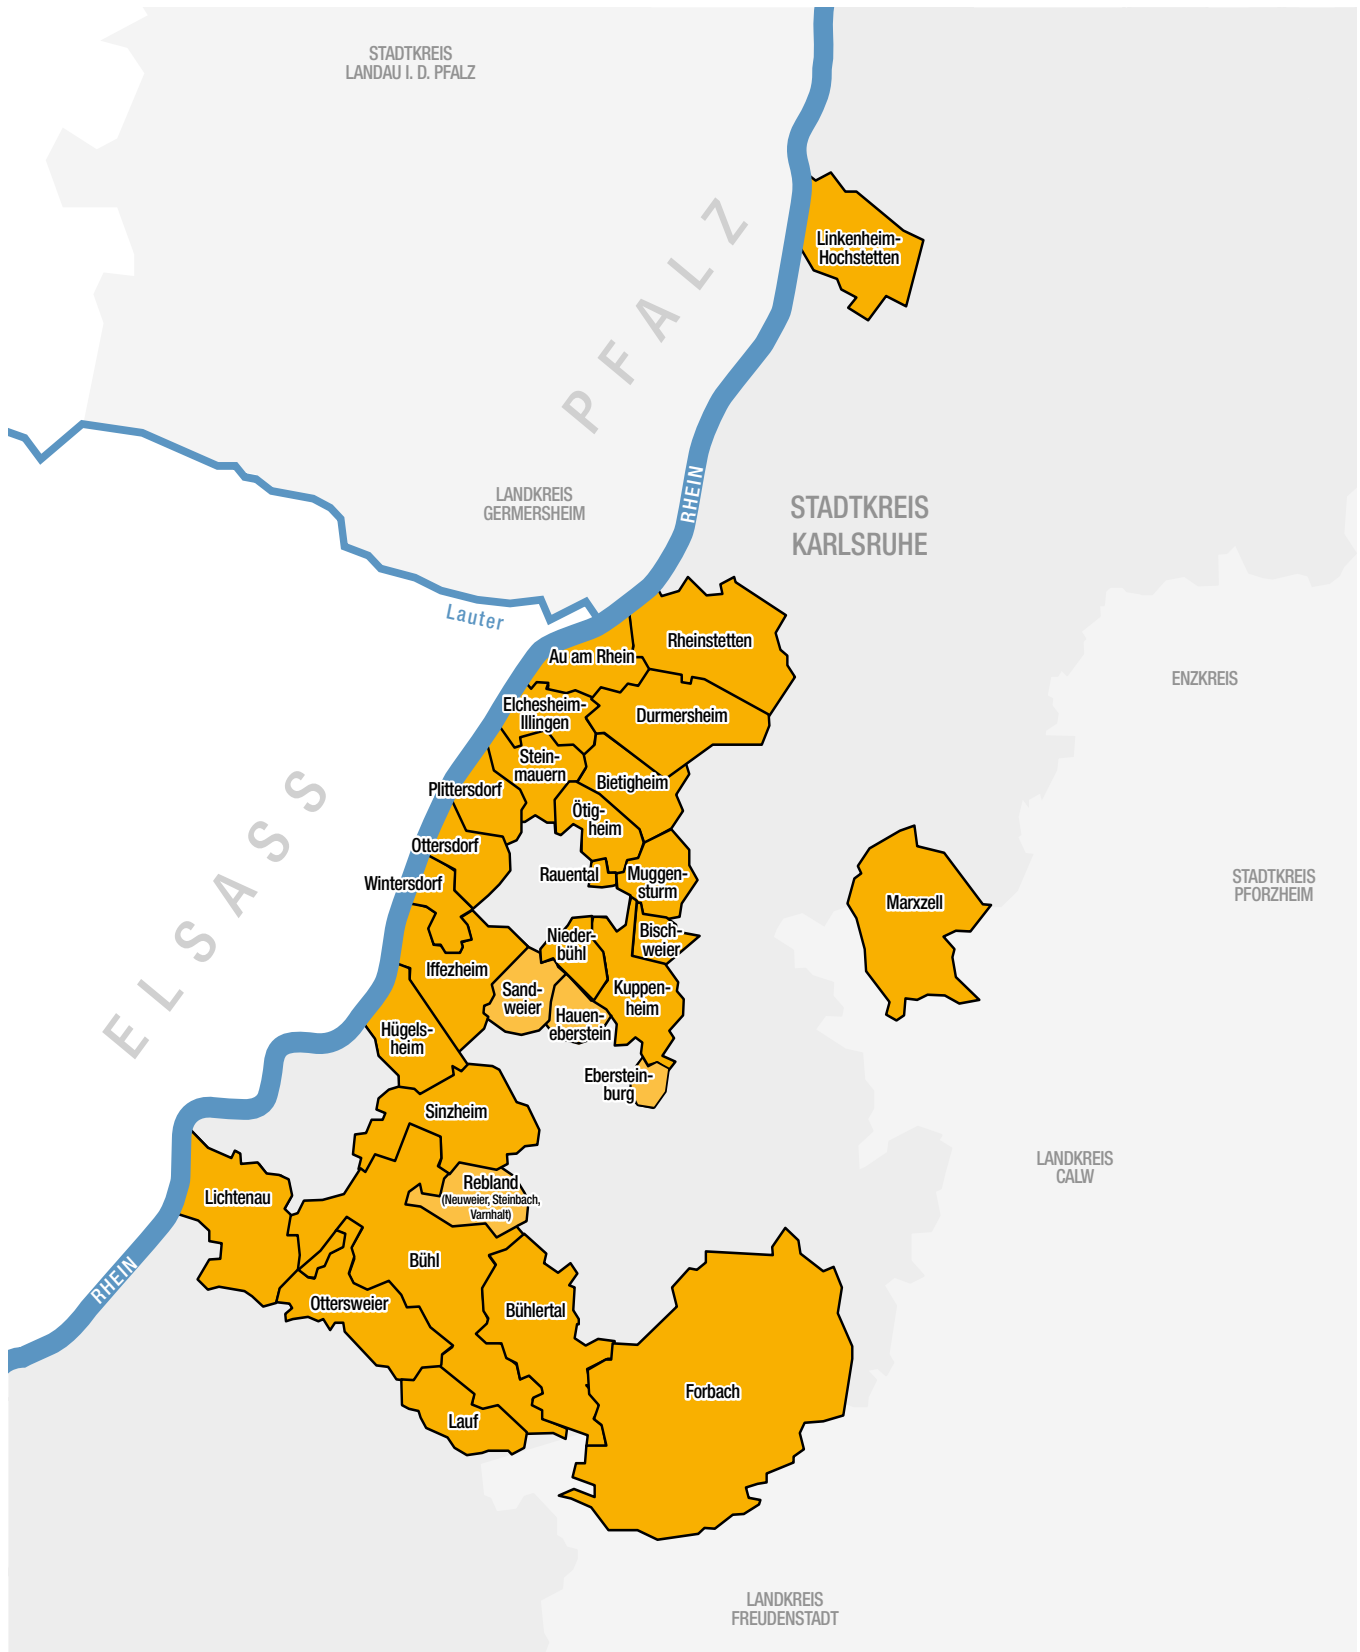 STADTKREIS
LANDAU I. D. PFALZ
PFALZ
Linkenheim-
Hochstetten
RHEIN
LANDKREIS
GERMERSHEIM
STADTKREIS
KARLSRUHE
Lauter
Rheinstetten
Au am Rhein
ENZKREIS
Elchesheim-
Illingen
Durmersheim
Stein-
mauern
Bietigheim
Plittersdorf
Ötig-
heim
ELSASS
Ottersdorf
Rauental
Muggen-
sturm
Wintersdorf
STADTKREIS
PFORZHEIM
Marxzell
Nieder-
bühl
Bisch-
weier
Iffezheim
Sand-
weier
Kuppen-
heim
Hauen-
eberstein
Hügels-
heim
Eberstein-
burg
Sinzheim
LANDKREIS
CALW
Lichtenau
Rebland
(Neuweier, Steinbach,
Varnhalt)
RHEIN
Bühl
Ottersweier
Bühlertal
Forbach
Lauf
LANDKREIS
FREUDENSTADT